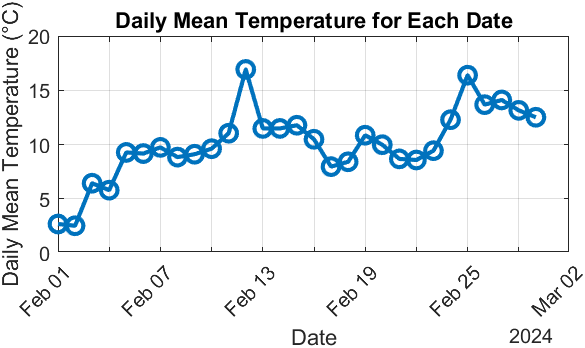 Daily Mean Temperature for Each Date
Daily Mean Temperature (°C)
20
15
10
5
0
Feb 01
Feb 07
Feb 13
Feb 19
Feb 25
Mar 02
Date
2024